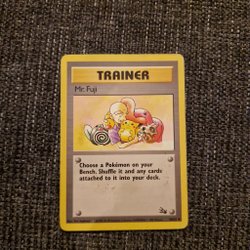 TRAINER
Mr. Fuji
Choose a Pokémon on your
Bench. Shuffle it and any cards
attached to it into your deck.